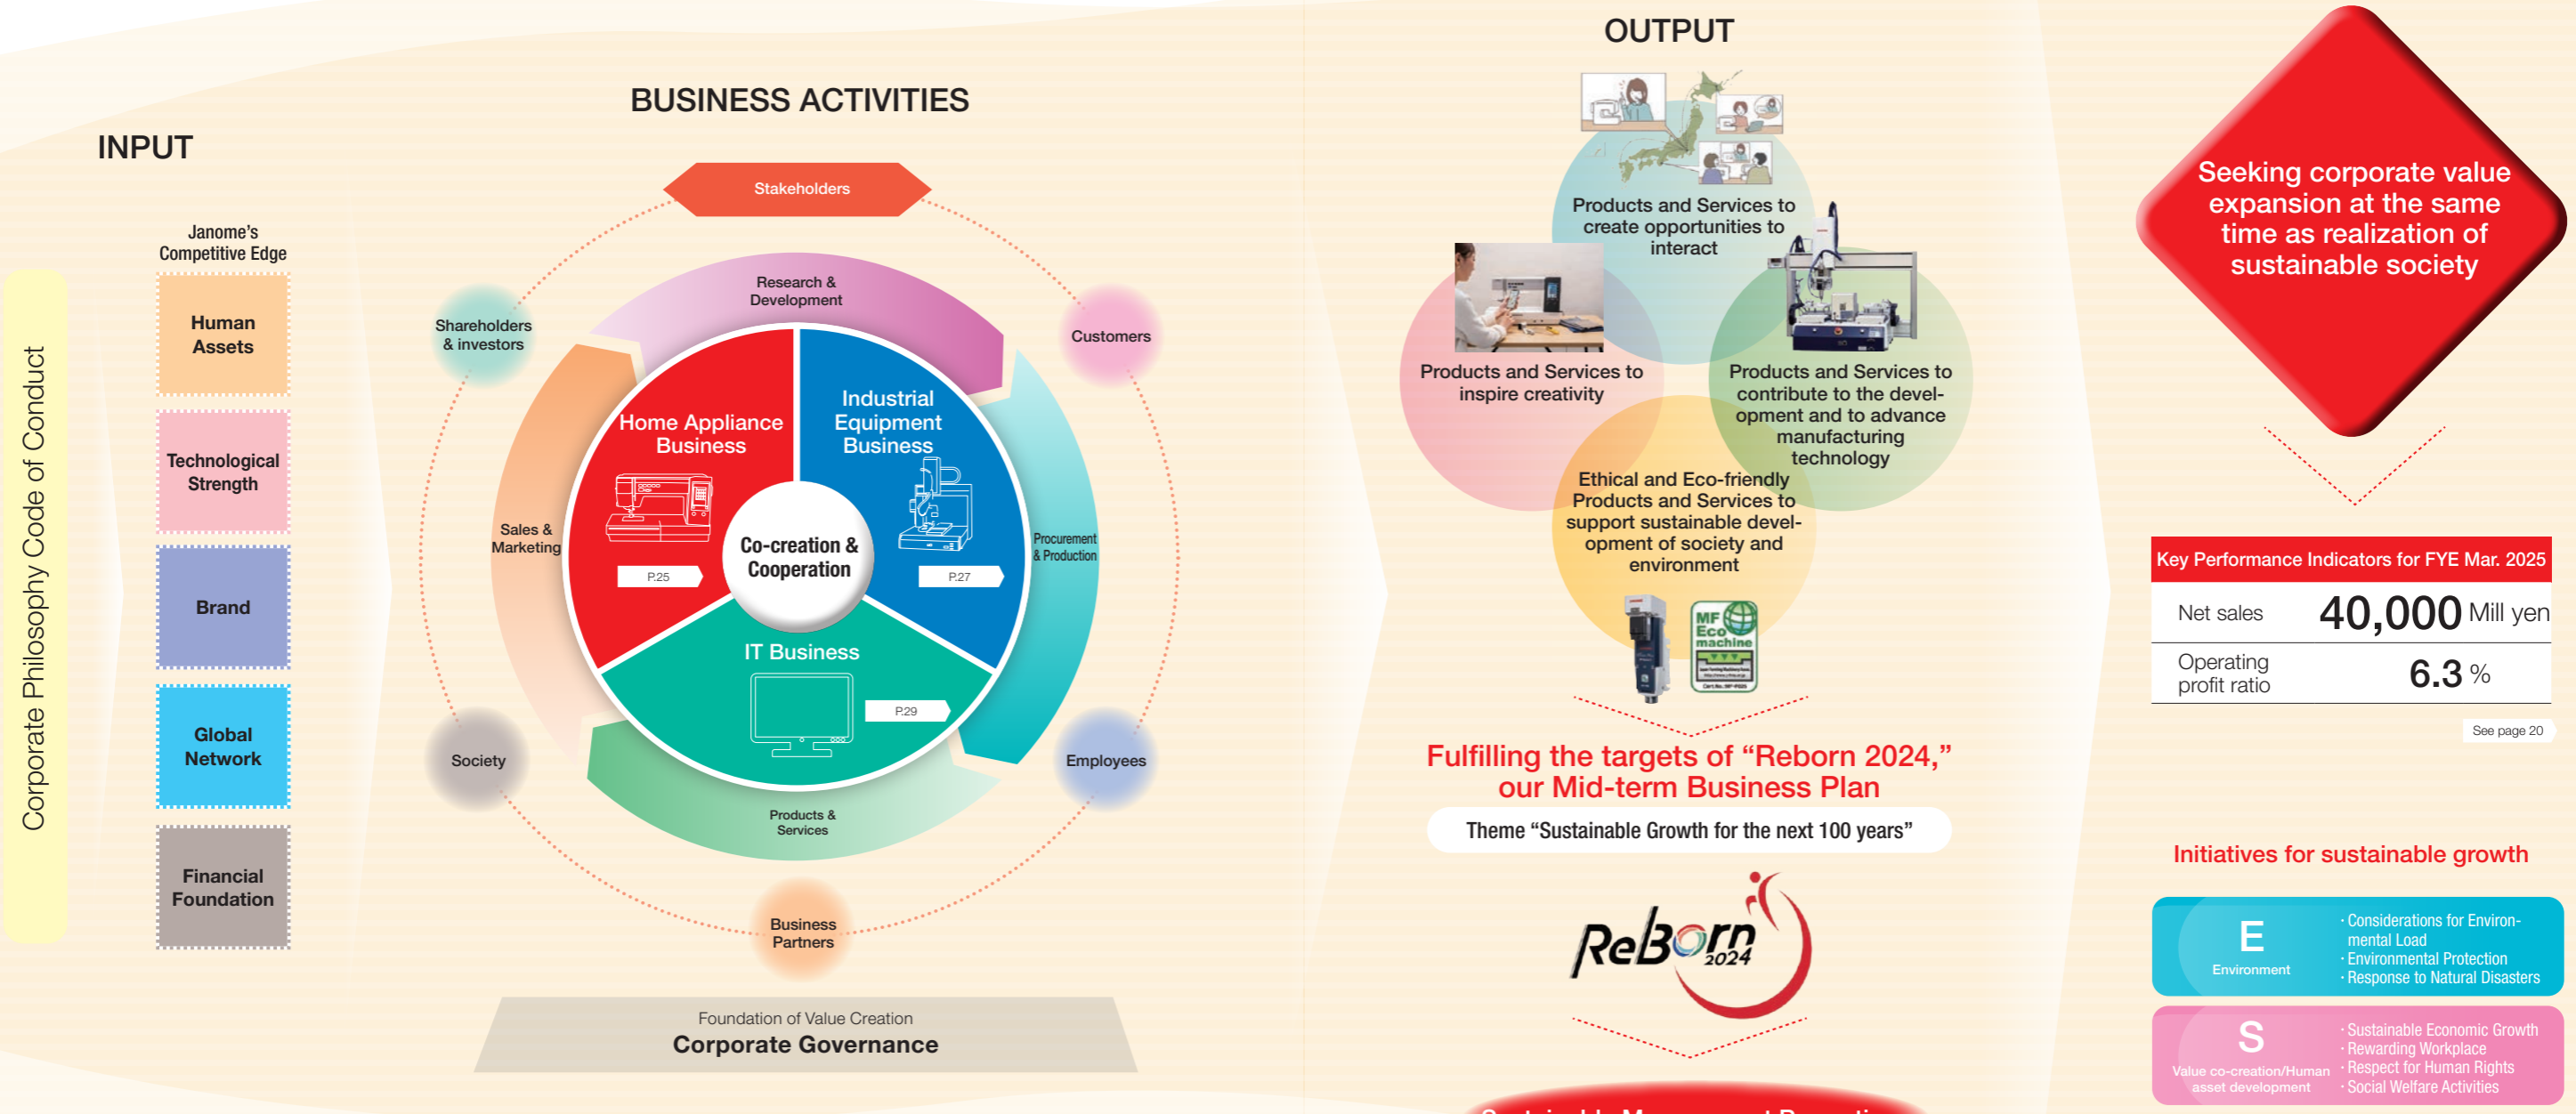 INPUT
Corporate Philosophy Code of Conduct
Janome's
Competitive Edge
Human
Assets
Technological
Strength
Brand
Global
Network
Financial
Foundation
BUSINESS ACTIVITIES
Stakeholders
Shareholders
& investors
Customers
Research &
Development
Sales &
Marketing
Procurement
& Production
Products &
Services
Home Appliance
Business
P.25
Industrial
Equipment
Business
P.27
Co-creation &
Cooperation
IT Business
P.29
Society
Employees
Business
Partners
Foundation of Value Creation
Corporate Governance
OUTPUT
Products and Services to
create opportunities to
interact
Products and Services to
inspire creativity
Products and Services to
contribute to the devel-
opment and to advance
manufacturing
technology
Ethical and Eco-friendly
Products and Services to
support sustainable devel-
opment of society and
environment
MF
Eco
machine
Fulfilling the targets of “Reborn 2024,”
our Mid-term Business Plan
Theme “Sustainable Growth for the next 100 years”
ReBorn
2024
Seeking corporate value
expansion at the same
time as realization of
sustainable society
Key Performance Indicators for FYE Mar. 2025
Net sales 40,000 Mill yen
Operating
profit ratio 6.3 %
See page 20
Initiatives for sustainable growth
E
Environment
· Considerations for Environ-
mental Load
· Environmental Protection
· Response to Natural Disasters
S
Value co-creation/Human
asset development
· Sustainable Economic Growth
· Rewarding Workplace
· Respect for Human Rights
· Social Welfare Activities